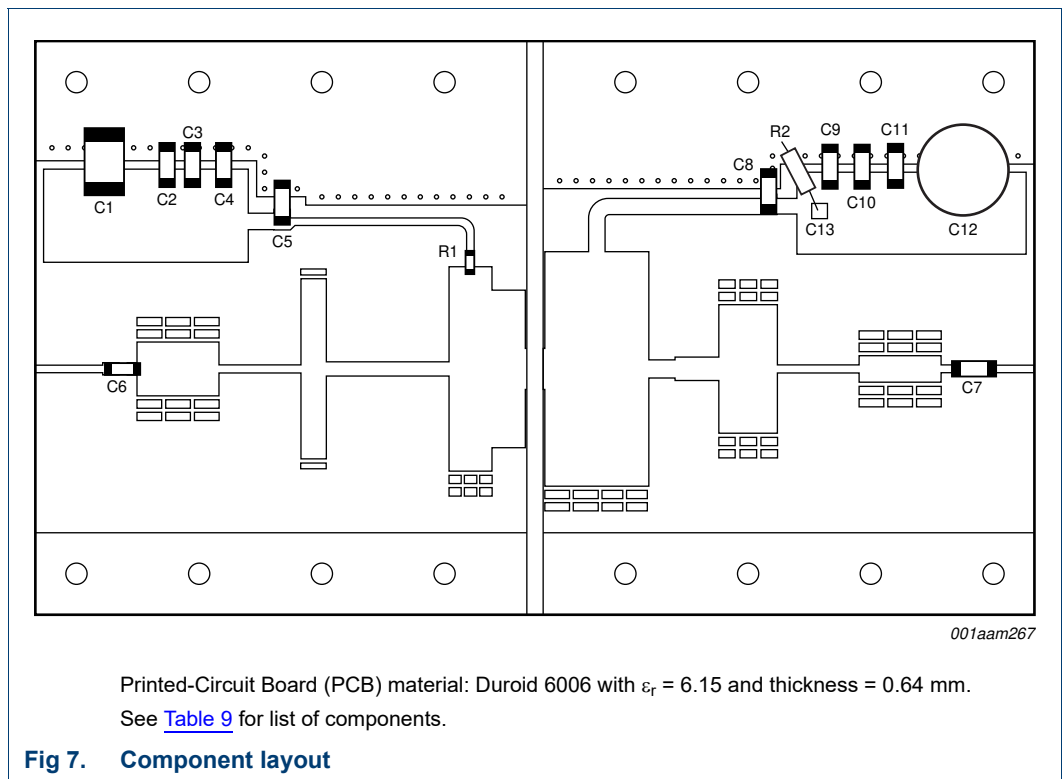 C1
C2
C3
C4
C5
R1
C6
R2
C8
C9
C10
C11
C12
C13
C7
001aam267
Printed-Circuit Board (PCB) material: Duroid 6006 with εr = 6.15 and thickness = 0.64 mm.
See Table 9 for list of components.
Fig 7. Component layout